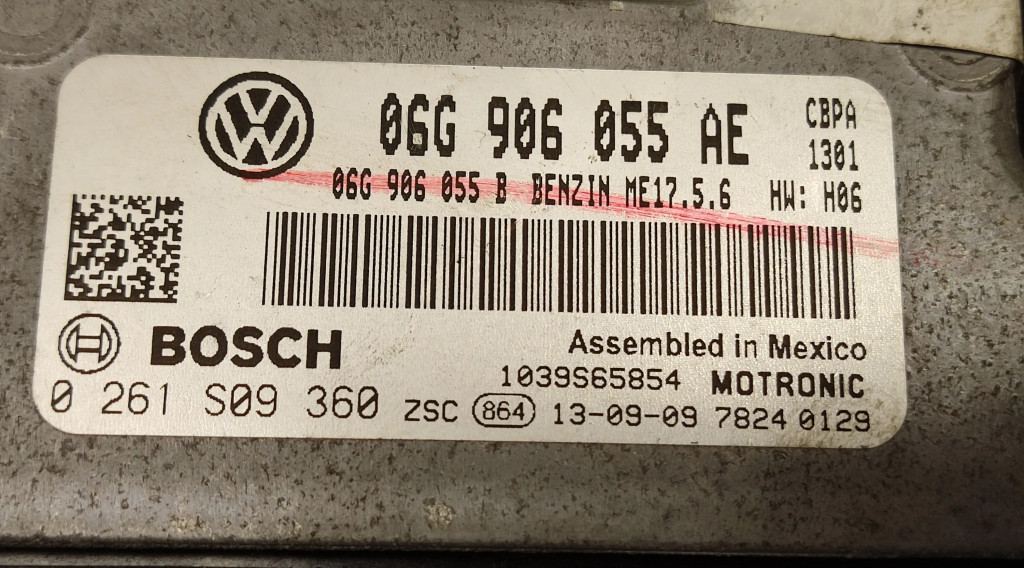 06G 906 055 AE CBPA
1301
06G 906 055 B BENZIN ME17.5.6 HW: H06
BOSCH
Assembled in Mexico
1039S65854 MOTRONIC
0 261 S09 360 ZSC 864 13-09-09 7824 0129